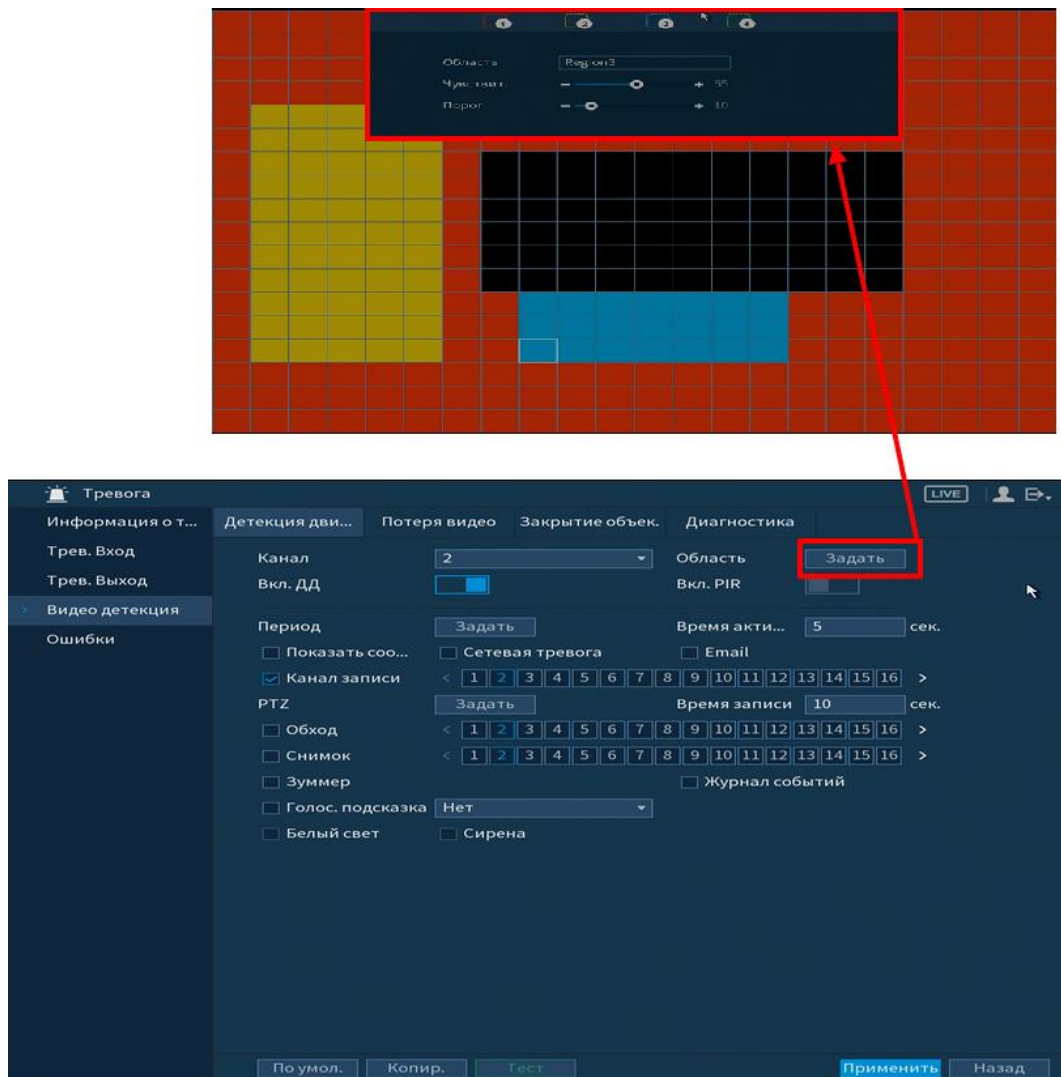 1 2 3 4
Область Region3
Чувствит. 55
Порог 10
Тревога LIVE
Информация о т...
Трев. Вход
Трев. Выход
Видео детекция
Ошибки
Детекция дви... Потеря видео Закрытие объек. Диагностика
Канал 2 Область Задать
Вкл. ДД Вкл. PIR
Период Задать Время акти... 5 сек.
Показать соо... Сетевая тревога Email
Канал записи < 1 2 3 4 5 6 7 8 9 10 11 12 13 14 15 16 >
PTZ Задать Время записи 10 сек.
Обход < 1 2 3 4 5 6 7 8 9 10 11 12 13 14 15 16 >
Снимок < 1 2 3 4 5 6 7 8 9 10 11 12 13 14 15 16 >
Зуммер Журнал событий
Голос. подсказка Нет
Белый свет Сирена
По умол. Копир. Тест Применить Назад